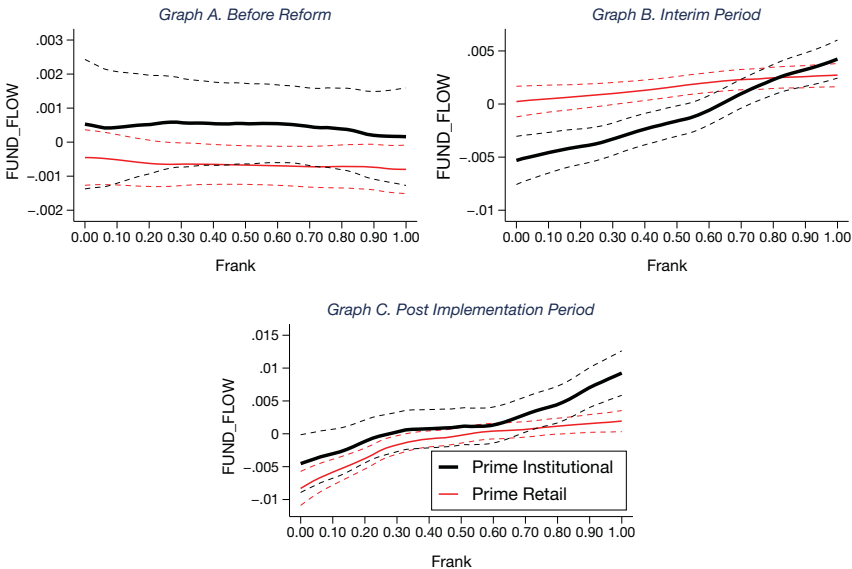 Graph A. Before Reform
.003
.002
.001
0
−.001
−.002
FUND_FLOW
0.00 0.10 0.20 0.30 0.40 0.50 0.60 0.70 0.80 0.90 1.00
Frank
Graph B. Interim Period
.005
0
−.005
−.01
FUND_FLOW
0.00 0.10 0.20 0.30 0.40 0.50 0.60 0.70 0.80 0.90 1.00
Frank
Graph C. Post Implementation Period
.015
.01
.005
0
−.005
−.01
FUND_FLOW
Prime Institutional
Prime Retail
0.00 0.10 0.20 0.30 0.40 0.50 0.60 0.70 0.80 0.90 1.00
Frank